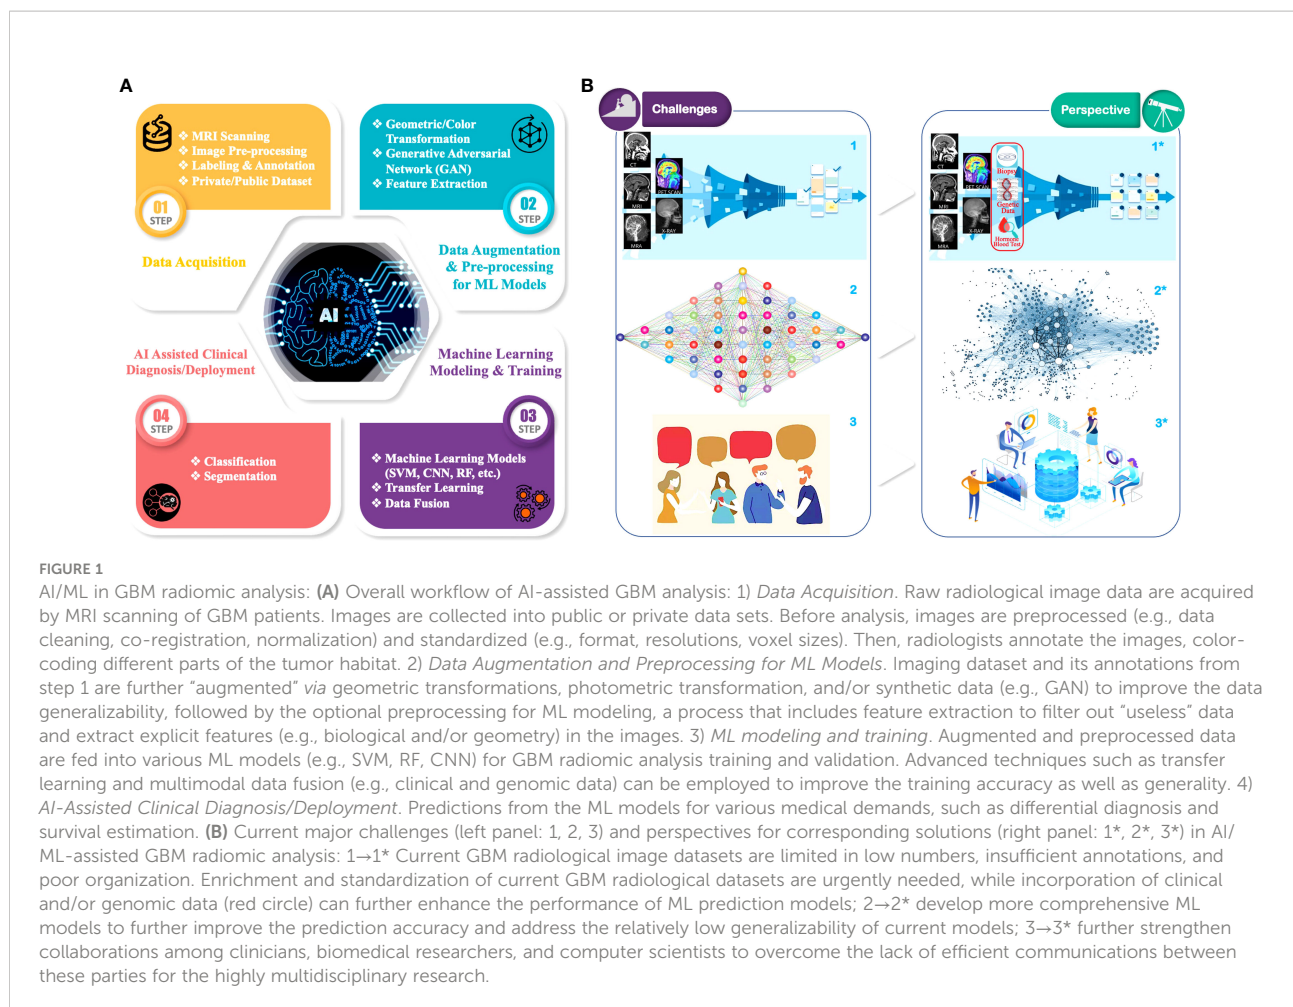 A
MRI Scanning
Image Pre-processing
Labeling & Annotation
Private/Public Dataset
01
STEP
Data Acquisition
Geometric/Color
Transformation
Generative Adversarial
Network (GAN)
Feature Extraction
02
STEP
Data Augmentation
& Pre-processing
for ML Models
AI
AI Assisted Clinical
Diagnosis/Deployment
04
STEP
Classification
Segmentation
Machine Learning
Modeling & Training
03
STEP
Machine Learning Models
(SVM, CNN, RF, etc.)
Transfer Learning
Data Fusion
B
Challenges
1
CT
PET SCAN
MRI
X-RAY
MRA
2
3
Perspective
1*
CT
PET SCAN
Biopsy
MRI
Genetic
Data
X-RAY
MRA
Hormone
Blood Test
2*
3*
FIGURE 1
AI/ML in GBM radiomic analysis: (A) Overall workflow of AI-assisted GBM analysis: 1) Data Acquisition. Raw radiological image data are acquired
by MRI scanning of GBM patients. Images are collected into public or private data sets. Before analysis, images are preprocessed (e.g., data
cleaning, co-registration, normalization) and standardized (e.g., format, resolutions, voxel sizes). Then, radiologists annotate the images, color-
coding different parts of the tumor habitat. 2) Data Augmentation and Preprocessing for ML Models. Imaging dataset and its annotations from
step 1 are further “augmented” via geometric transformations, photometric transformation, and/or synthetic data (e.g., GAN) to improve the data
generalizability, followed by the optional preprocessing for ML modeling, a process that includes feature extraction to filter out “useless” data
and extract explicit features (e.g., biological and/or geometry) in the images. 3) ML modeling and training. Augmented and preprocessed data
are fed into various ML models (e.g., SVM, RF, CNN) for GBM radiomic analysis training and validation. Advanced techniques such as transfer
learning and multimodal data fusion (e.g., clinical and genomic data) can be employed to improve the training accuracy as well as generality. 4)
AI-Assisted Clinical Diagnosis/Deployment. Predictions from the ML models for various medical demands, such as differential diagnosis and
survival estimation. (B) Current major challenges (left panel: 1, 2, 3) and perspectives for corresponding solutions (right panel: 1*, 2*, 3*) in AI/
ML-assisted GBM radiomic analysis: 1→1* Current GBM radiological image datasets are limited in low numbers, insufficient annotations, and
poor organization. Enrichment and standardization of current GBM radiological datasets are urgently needed, while incorporation of clinical
and/or genomic data (red circle) can further enhance the performance of ML prediction models; 2→2* develop more comprehensive ML
models to further improve the prediction accuracy and address the relatively low generalizability of current models; 3→3* further strengthen
collaborations among clinicians, biomedical researchers, and computer scientists to overcome the lack of efficient communications between
these parties for the highly multidisciplinary research.